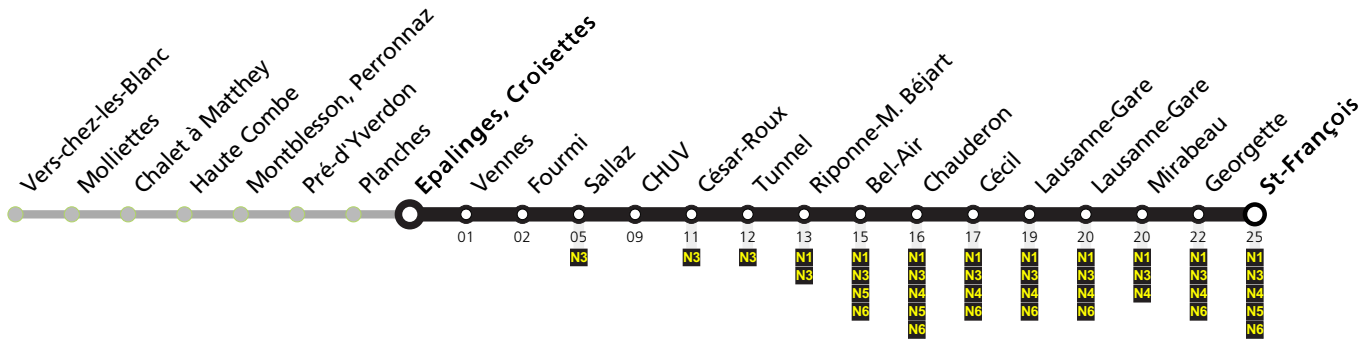 Vers-chez-les-Blanc
Molliettes
Chalet à Matthey
Haute Combe
Montblesson, Perronnaz
Pré-d'Yverdon
Planches
Epalinges, Croisettes
Vennes
Fourmi
Sallaz
CHUV
César-Roux
Tunnel
Riponne-M. Béjart
Bel-Air
Chauderon
Cécil
Lausanne-Gare
Lausanne-Gare
Mirabeau
Georgette
St-François
01 02 05 09 11 12 13 15 16 17 19 20 20 22 25
N3 N3 N3 N1 N1 N1 N1 N1 N1 N1 N1 N1
N3 N3 N3 N3 N3 N3 N3 N3 N3
N5 N4 N4 N4 N4 N4 N4 N4
N6 N5 N6 N6 N6 N6 N5
N6 N6